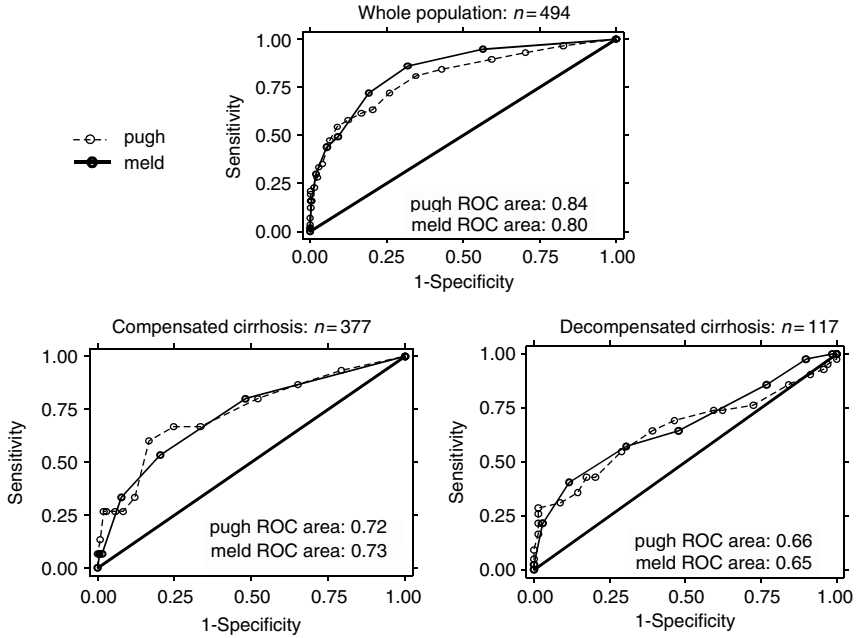 Whole population: n=494
1.00
0.75
0.50
0.25
0.00
Sensitivity
pugh
meld
pugh ROC area: 0.84
meld ROC area: 0.80
0.00 0.25 0.50 0.75 1.00
1-Specificity
Compensated cirrhosis: n=377
1.00
0.75
0.50
0.25
0.00
Sensitivity
pugh ROC area: 0.72
meld ROC area: 0.73
0.00 0.25 0.50 0.75 1.00
1-Specificity
Decompensated cirrhosis: n=117
1.00
0.75
0.50
0.25
0.00
Sensitivity
pugh ROC area: 0.66
meld ROC area: 0.65
0.00 0.25 0.50 0.75 1.00
1-Specificity